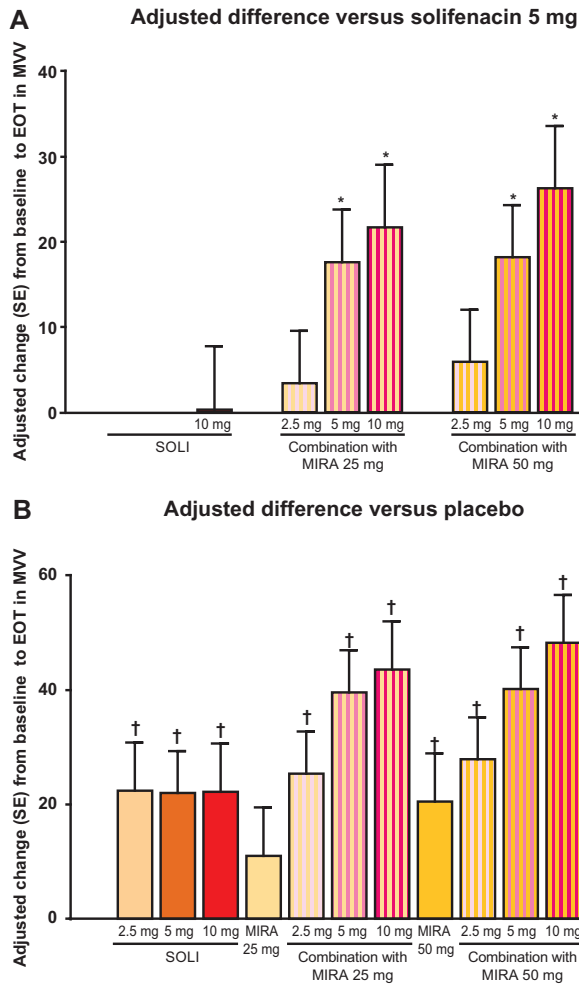 A
Adjusted difference versus solifenacin 5 mg
Adjusted change (SE) from baseline to EOT in MVV
40
30
20
10
0
* * * *
10 mg 2.5 mg 5 mg 10 mg 2.5 mg 5 mg 10 mg
SOLI Combination with MIRA 25 mg Combination with MIRA 50 mg
B
Adjusted difference versus placebo
Adjusted change (SE) from baseline to EOT in MVV
60
40
20
0
† † † † † † † † † †
2.5 mg 5 mg 10 mg MIRA 25 mg 2.5 mg 5 mg 10 mg MIRA 50 mg 2.5 mg 5 mg 10 mg
SOLI Combination with MIRA 25 mg Combination with MIRA 50 mg